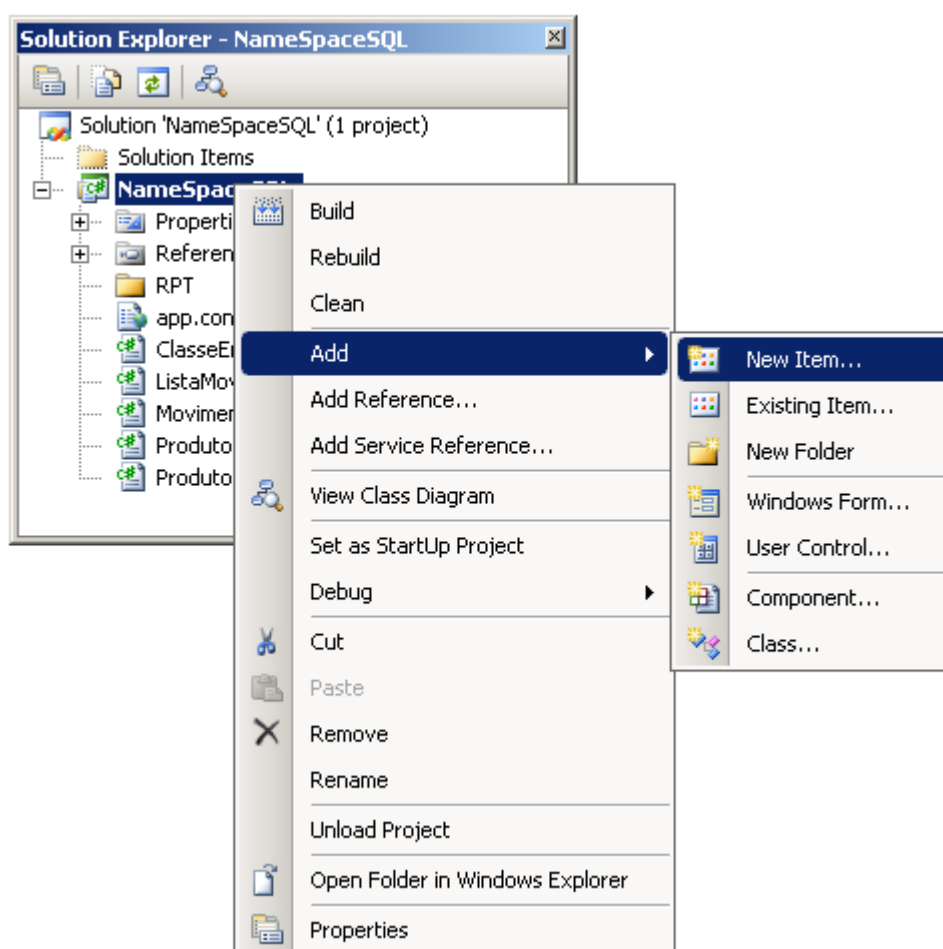 Solution Explorer - NameSpaceSQL
Solution 'NameSpaceSQL' (1 project)
Solution Items
NameSpac
Properti
Referen
RPT
app.con
ClasseEr
ListaMov
Movimer
Produto
Produto
Build
Rebuild
Clean
Add
Add Reference...
Add Service Reference...
View Class Diagram
Set as StartUp Project
Debug
Cut
Paste
Remove
Rename
Unload Project
Open Folder in Windows Explorer
Properties
New Item...
Existing Item...
New Folder
Windows Form...
User Control...
Component...
Class...